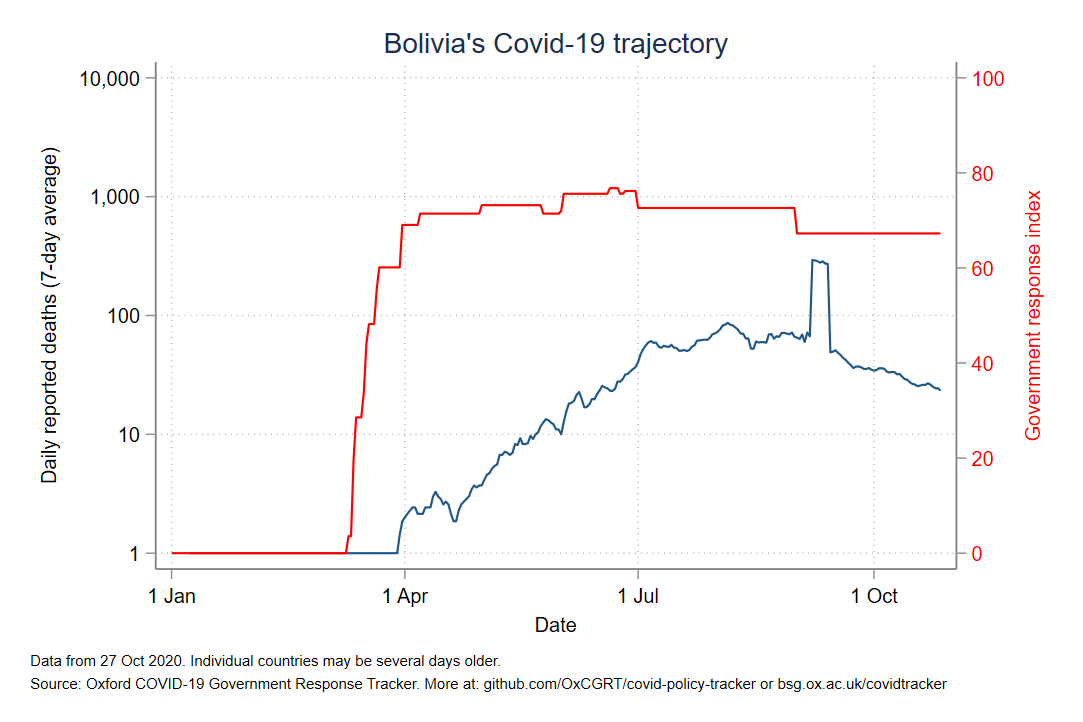 Bolivia's Covid-19 trajectory
10,000
1,000
100
10
1
Daily reported deaths (7-day average)
100
80
60
40
20
0
Government response index
1 Jan
1 Apr
1 Jul
1 Oct
Date
Data from 27 Oct 2020. Individual countries may be several days older.
Source: Oxford COVID-19 Government Response Tracker. More at: github.com/OxCGRT/covid-policy-tracker or bsg.ox.ac.uk/covidtracker